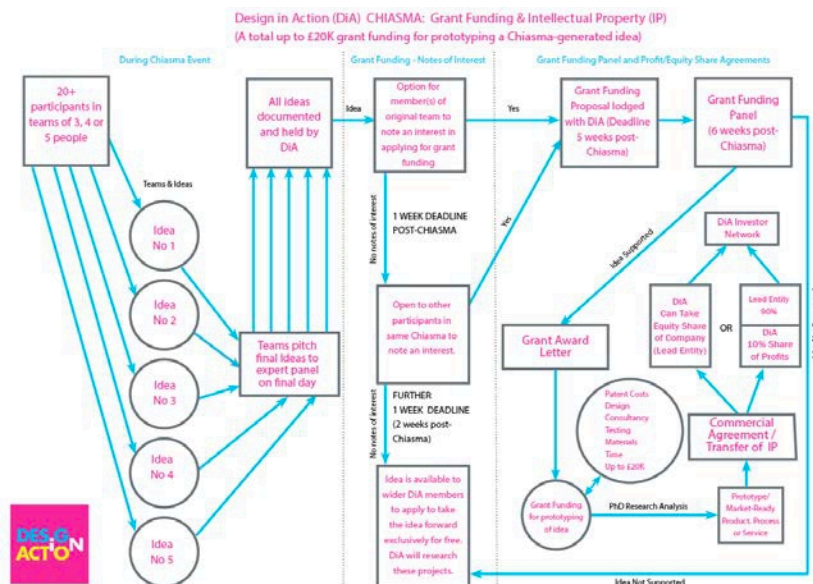 Design in Action (DiA) CHIASMA: Grant Funding & Intellectual Property (IP)
(A total up to £20K grant funding for prototyping a Chiasma-generated idea)
During Chiasma Event
Grant Funding - Notes of Interest
Grant Funding Panel and Profit/Equity Share Agreements
20+
participants in
teams of 3, 4 or
5 people
Teams & Ideas
Idea
No 1
Idea
No 2
Idea
No 3
Idea
No 4
Idea
No 5
All ideas
documented
and held by
DiA
Teams pitch
final Ideas to
expert panel
on final day
Idea
Option for
member(s) of
original team to
note an interest in
applying for grant
funding
Yes
No notes of interest
1 WEEK DEADLINE
POST-CHIASMA
Open to other
participants in
same Chiasma to
note an interest.
Yes
No notes of interest
FURTHER
1 WEEK DEADLINE
(2 weeks post-
Chiasma)
Idea is available to
wider DiA members
to apply to take
the idea forward
exclusively for free.
DiA will research
these projects.
Grant Funding
Proposal lodged
with DiA (Deadline
5 weeks post-
Chiasma)
Grant Funding
Panel
(6 weeks post-
Chiasma)
Idea Supported
Grant Award
Letter
Patent Costs
Design
Consultancy
Testing
Materials
Time
Up to £20K
Grant Funding
for prototyping
of idea
PhD Research Analysis
Prototype/
Market-Ready
Product, Process
or Service
Commercial
Agreement /
Transfer of IP
DiA
Can Take
Equity Share
of Company
(Lead Entity)
OR
Lead Entity
90%
DiA
10% Share
of Profits
DiA Investor
Network
Idea Not Supported
DESIGN
iN
ACTION